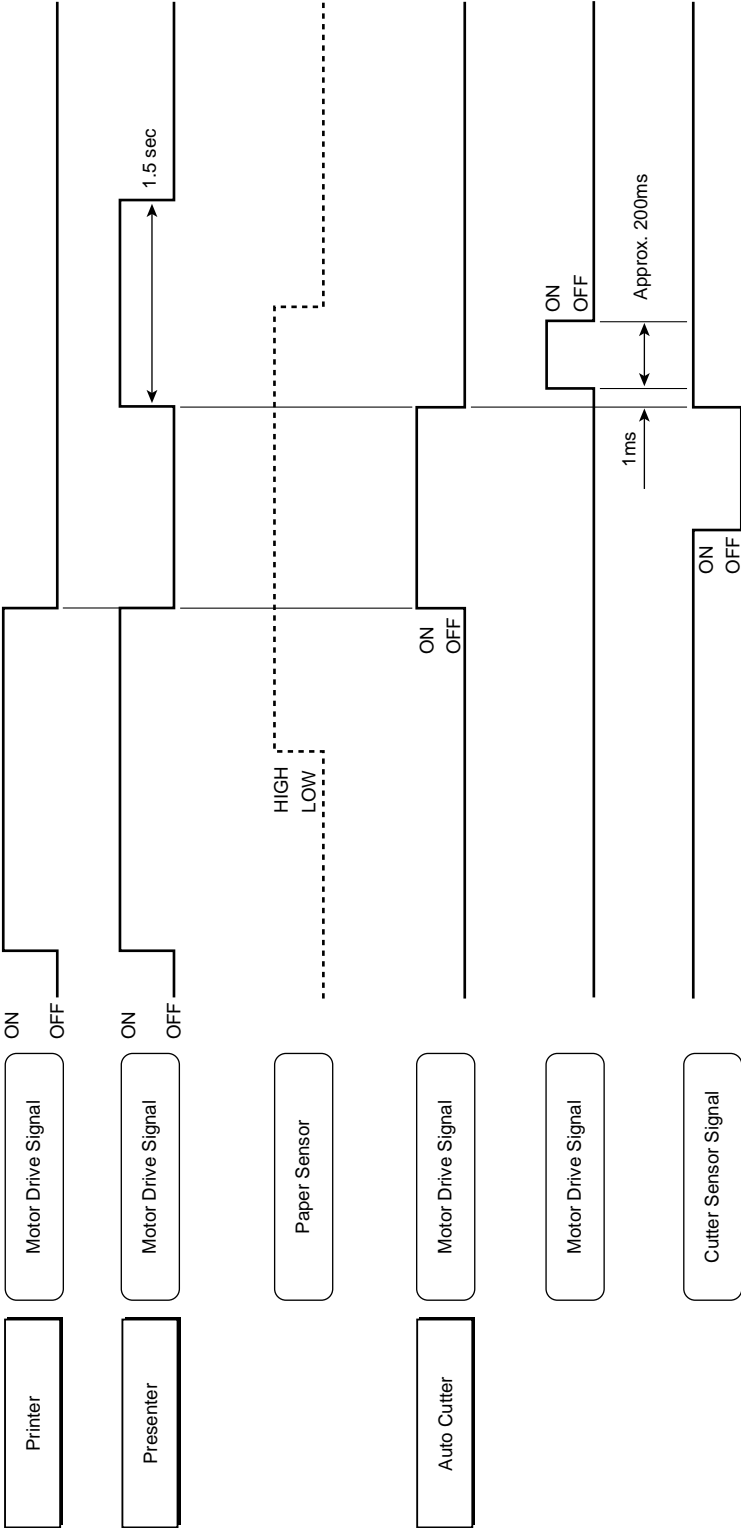 Printer
Motor Drive Signal
ON
OFF
Presenter
Motor Drive Signal
ON
OFF
1.5 sec
Paper Sensor
HIGH
LOW
Auto Cutter
Motor Drive Signal
ON
OFF
Motor Drive Signal
ON
OFF
1ms
Approx. 200ms
Cutter Sensor Signal
ON
OFF